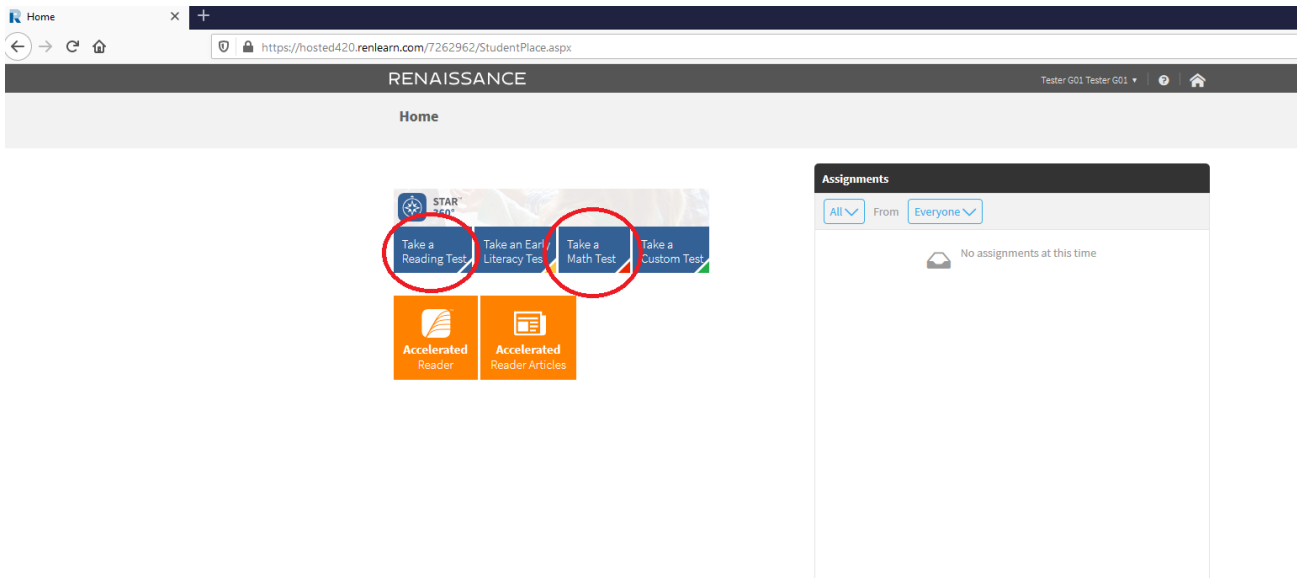 Home
https://hosted420.renlearn.com/7262962/StudentPlace.aspx
RENAISSANCE
Tester G01 Tester G01
Home
STAR
360°
Take a
Reading Test
Take an Early
Literacy Test
Take a
Math Test
Take a
Custom Test
Accelerated
Reader
Accelerated
Reader Articles
Assignments
All From Everyone
No assignments at this time